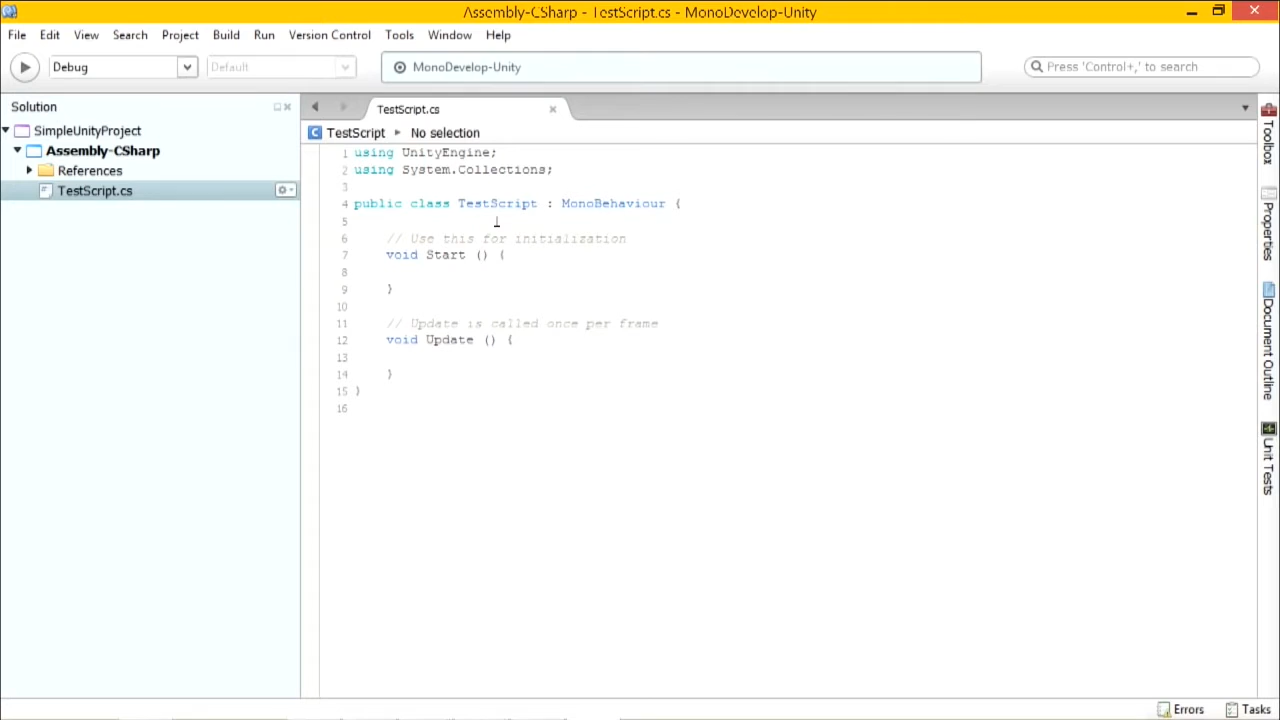 Assembly-CSharp - TestScript.cs - MonoDevelop-Unity
File Edit View Search Project Build Run Version Control Tools Window Help
Debug Default MonoDevelop-Unity Press 'Control+,' to search
Solution
SimpleUnityProject
Assembly-CSharp
References
TestScript.cs
TestScript.cs
TestScript No selection
1 using UnityEngine;
2 using System.Collections;
3
4 public class TestScript : MonoBehaviour {
5
6 // Use this for initialization
7 void Start () {
8
9 }
10
11 // Update is called once per frame
12 void Update () {
13
14 }
15 }
16
Toolbox
Properties
Document Outline
Unit Tests
Errors Tasks